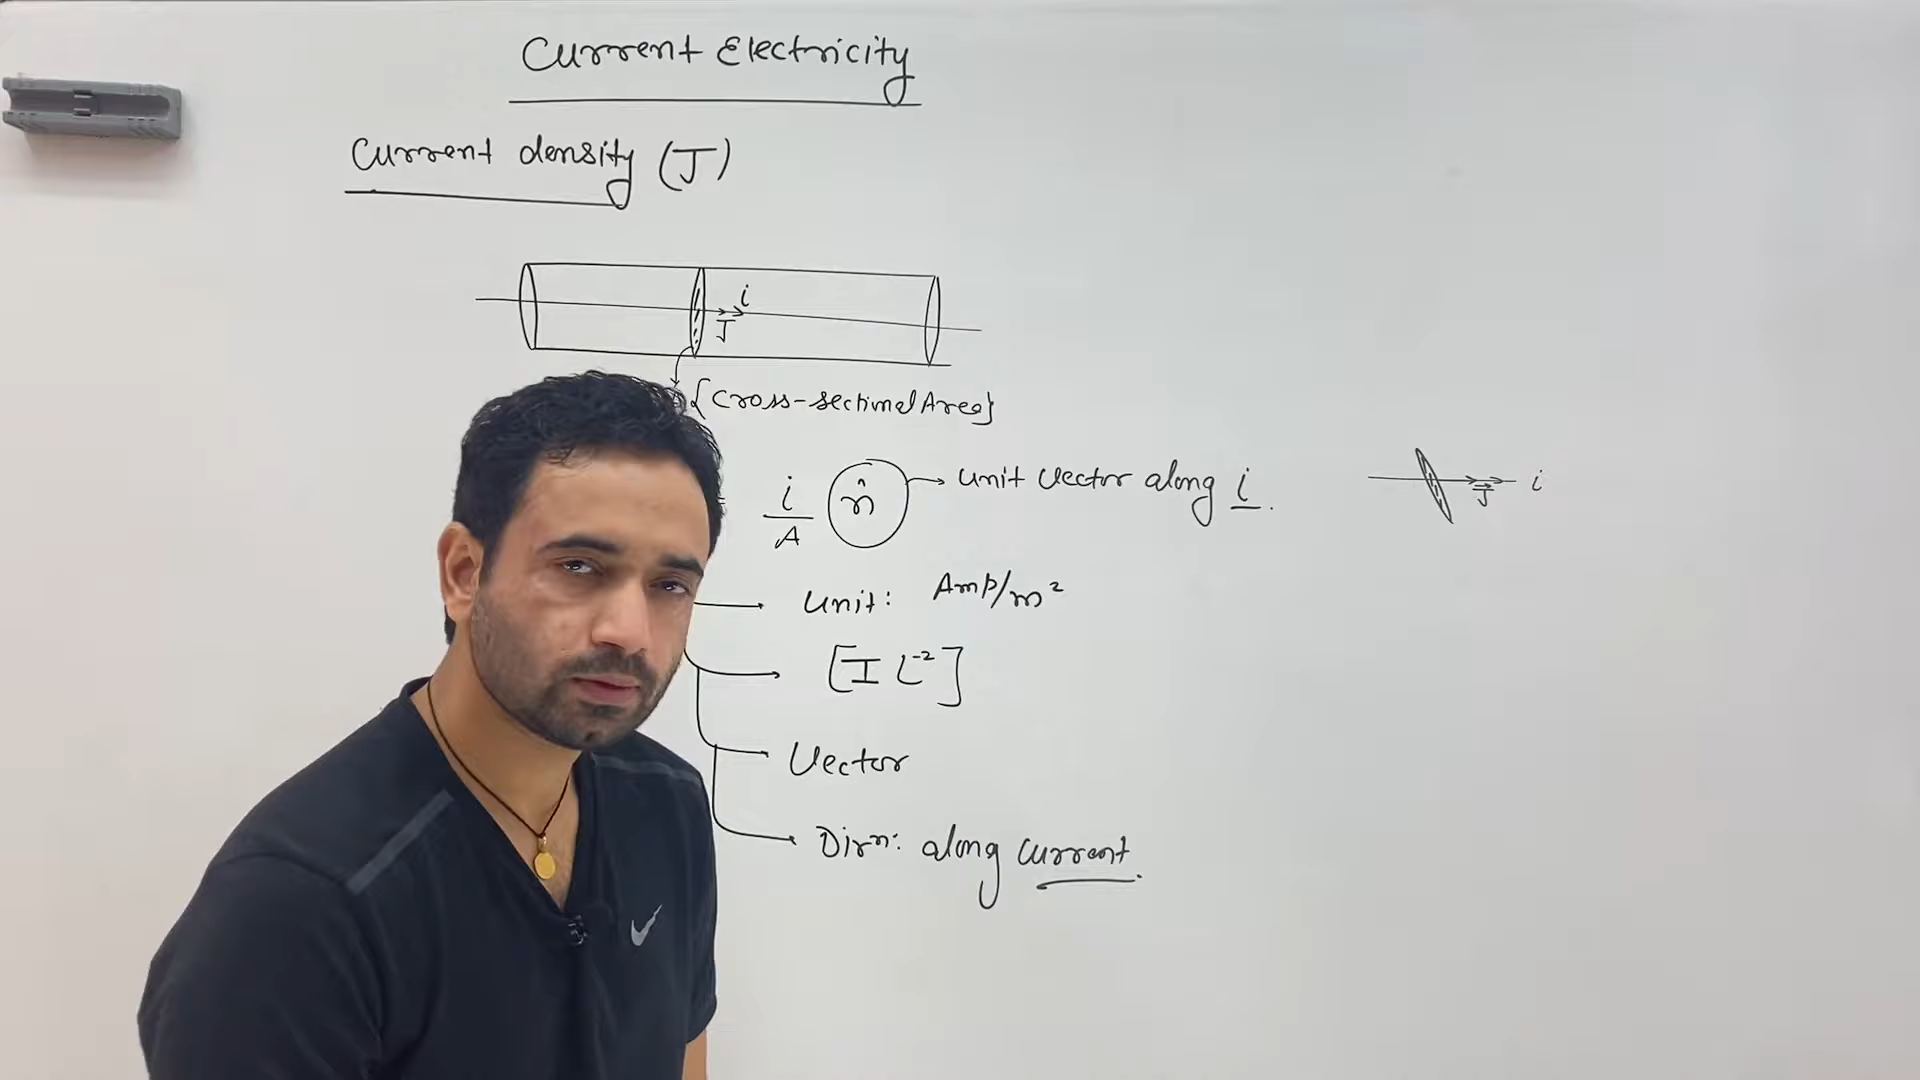 Current Electricity
Current density (J)
i
J
{Cross-sectional Area}
i/A n̂ → unit vector along i.
J⃗ i
Unit: Amp/m²
[I L⁻²]
Vector
Dirⁿ: along current.